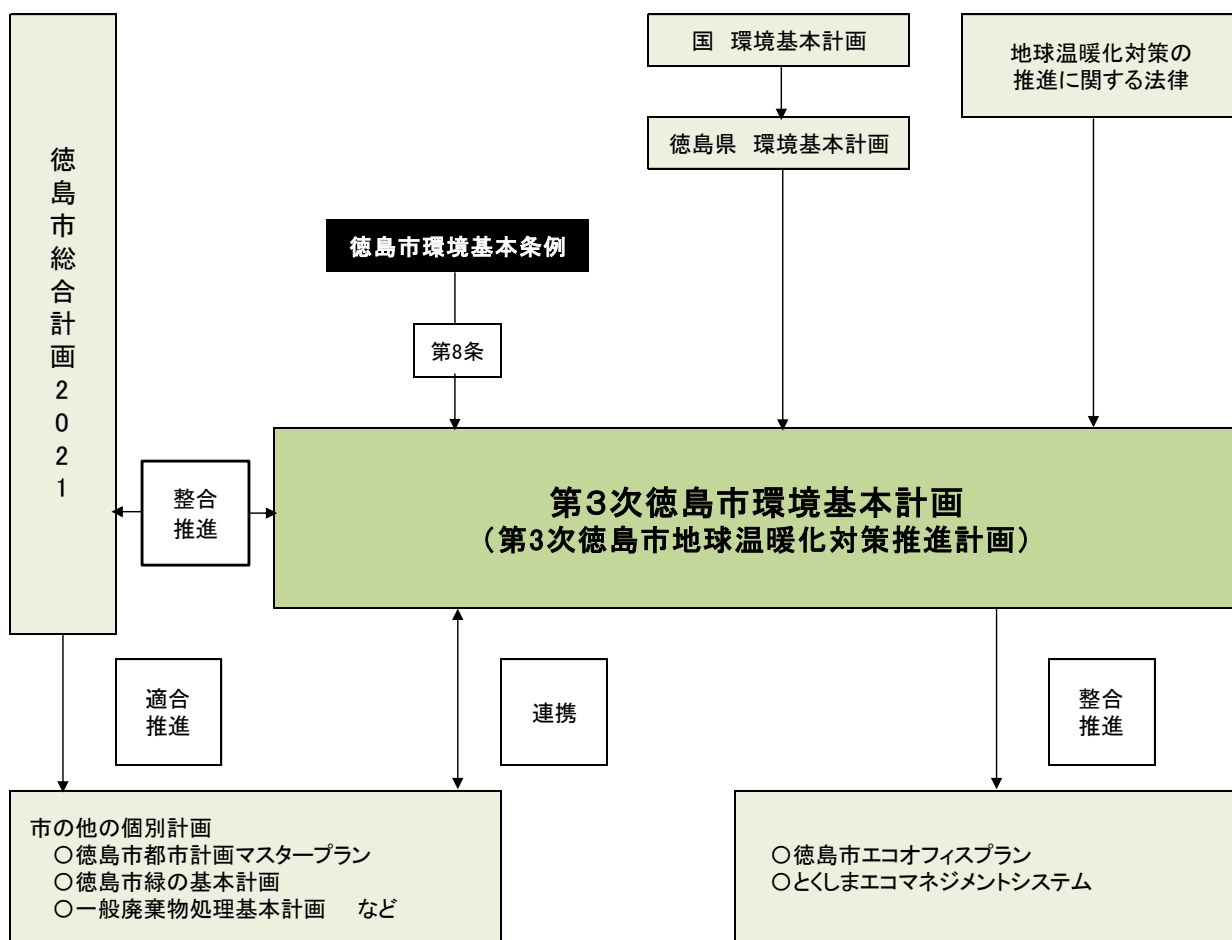 国 環境基本計画
地球温暖化対策の
推進に関する法律
徳島県 環境基本計画
徳島市総合計画2021
徳島市環境基本条例
第8条
整合
推進
第3次徳島市環境基本計画
(第3次徳島市地球温暖化対策推進計画)
適合
推進
連携
整合
推進
市の他の個別計画
○徳島市都市計画マスタープラン
○徳島市緑の基本計画
○一般廃棄物処理基本計画 など
○徳島市エコオフィスプラン
○とくしまエコマネジメントシステム